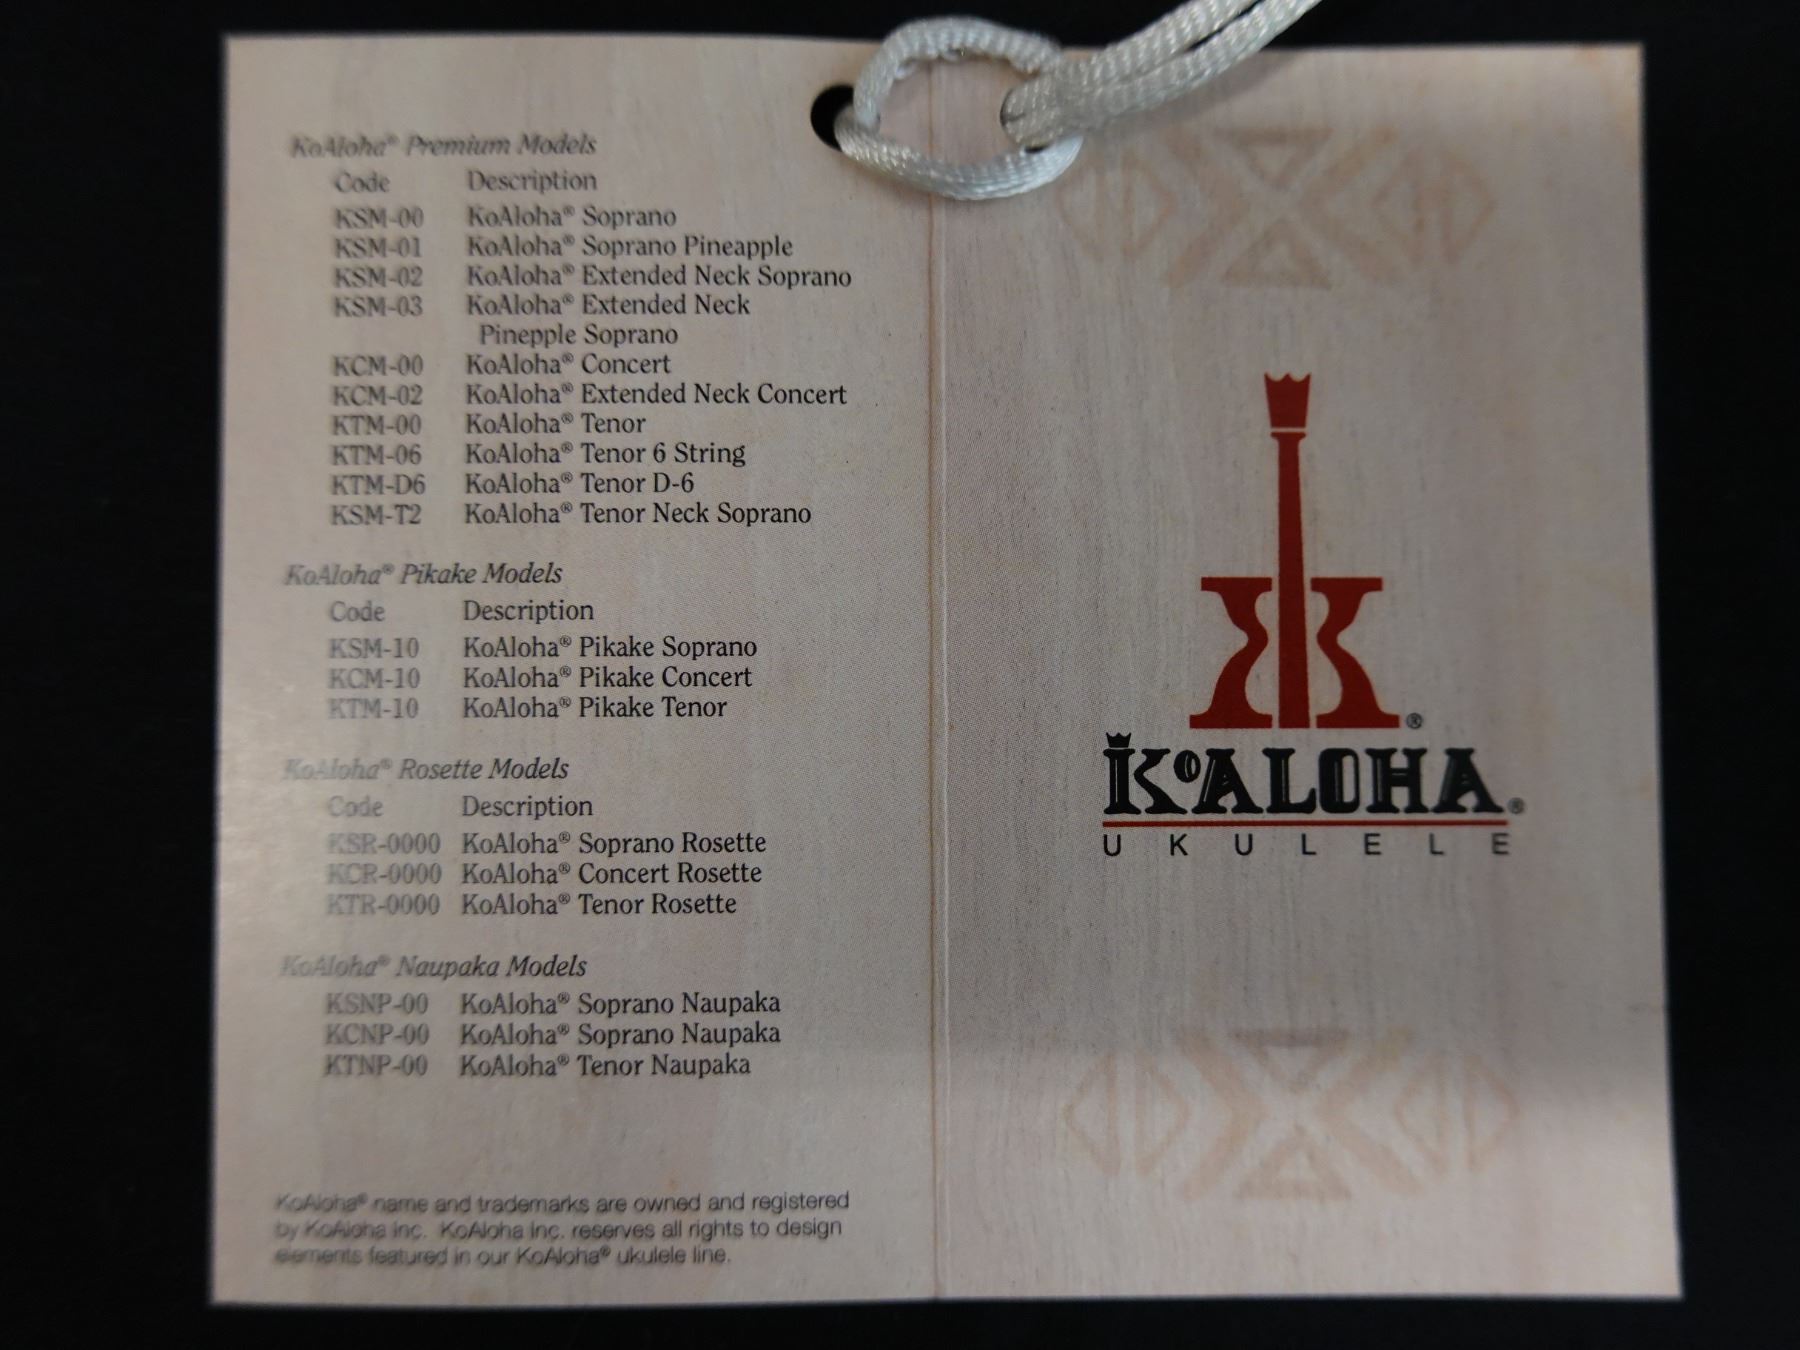 KoAloha® Premium Models
Code Description
KSM-00 KoAloha® Soprano
KSM-01 KoAloha® Soprano Pineapple
KSM-02 KoAloha® Extended Neck Soprano
KSM-03 KoAloha® Extended Neck
Pinepple Soprano
KCM-00 KoAloha® Concert
KCM-02 KoAloha® Extended Neck Concert
KTM-00 KoAloha® Tenor
KTM-06 KoAloha® Tenor 6 String
KTM-D6 KoAloha® Tenor D-6
KSM-T2 KoAloha® Tenor Neck Soprano
KoAloha® Pikake Models
Code Description
KSM-10 KoAloha® Pikake Soprano
KCM-10 KoAloha® Pikake Concert
KTM-10 KoAloha® Pikake Tenor
KoAloha® Rosette Models
Code Description
KSR-0000 KoAloha® Soprano Rosette
KCR-0000 KoAloha® Concert Rosette
KTR-0000 KoAloha® Tenor Rosette
KoAloha® Naupaka Models
KSNP-00 KoAloha® Soprano Naupaka
KCNP-00 KoAloha® Soprano Naupaka
KTNP-00 KoAloha® Tenor Naupaka
KoAloha® name and trademarks are owned and registered
by KoAloha Inc. KoAloha Inc. reserves all rights to design
elements featured in our KoAloha® ukulele line.
®
KOALOHA®
UKULELE